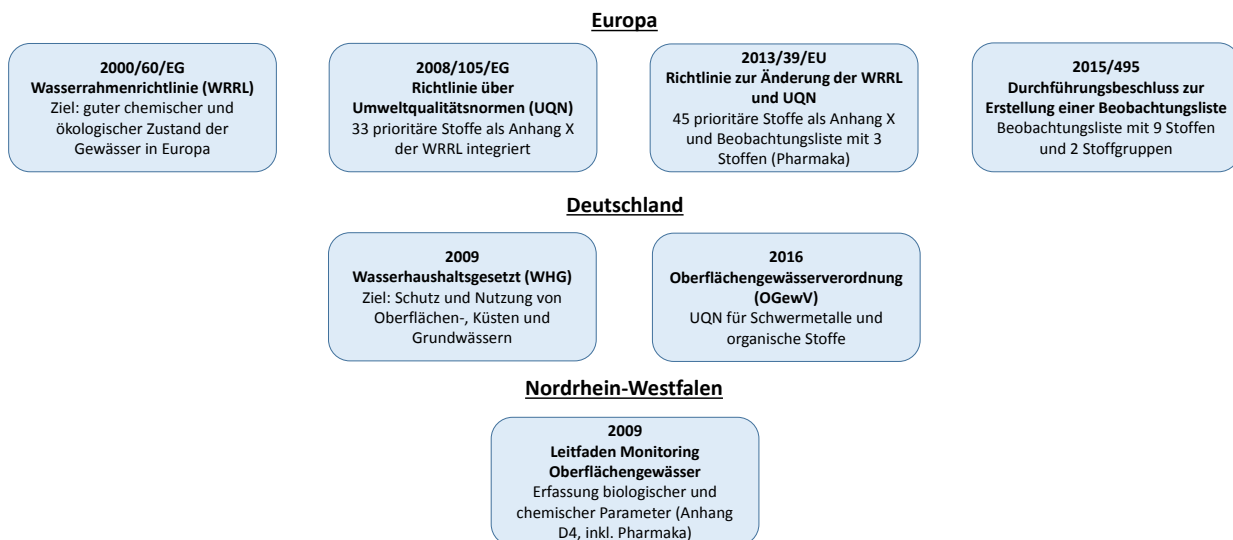 Europa
2000/60/EG
Wasserrahmenrichtlinie (WRRL)
Ziel: guter chemischer und
ökologischer Zustand der
Gewässer in Europa
2008/105/EG
Richtlinie über
Umweltqualitätsnormen (UQN)
33 prioritäre Stoffe als Anhang X
der WRRL integriert
2013/39/EU
Richtlinie zur Änderung der WRRL
und UQN
45 prioritäre Stoffe als Anhang X
und Beobachtungsliste mit 3
Stoffen (Pharmaka)
2015/495
Durchführungsbeschluss zur
Erstellung einer Beobachtungsliste
Beobachtungsliste mit 9 Stoffen
und 2 Stoffgruppen
Deutschland
2009
Wasserhaushaltsgesetzt (WHG)
Ziel: Schutz und Nutzung von
Oberflächen-, Küsten und
Grundwässern
2016
Oberflächengewässerverordnung
(OGewV)
UQN für Schwermetalle und
organische Stoffe
Nordrhein-Westfalen
2009
Leitfaden Monitoring
Oberflächengewässer
Erfassung biologischer und
chemischer Parameter (Anhang
D4, inkl. Pharmaka)